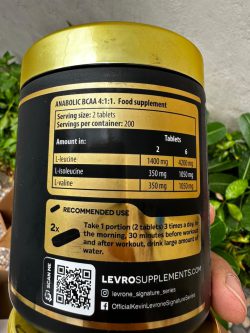 ANABOLIC BCAA 4:1:1. Food supplement
Serving size: 2 tablets
Servings per container: 200
Amount in: Tablets
2 6
L-leucine 1400 mg 4200 mg
L-isoleucine 350 mg 1050 mg
L-valine 350 mg 1050 mg
RECOMMENDED USE
2x
Take 1 portion (2 tablets) 3 times a day, in
the morning, 30 minutes before workout
and after workout, drink large amount of
water.
SCAN ME
LEVROSUPPLEMENTS.COM
levrone_signature_series
OfficialKevinLevroneSignatureSeries